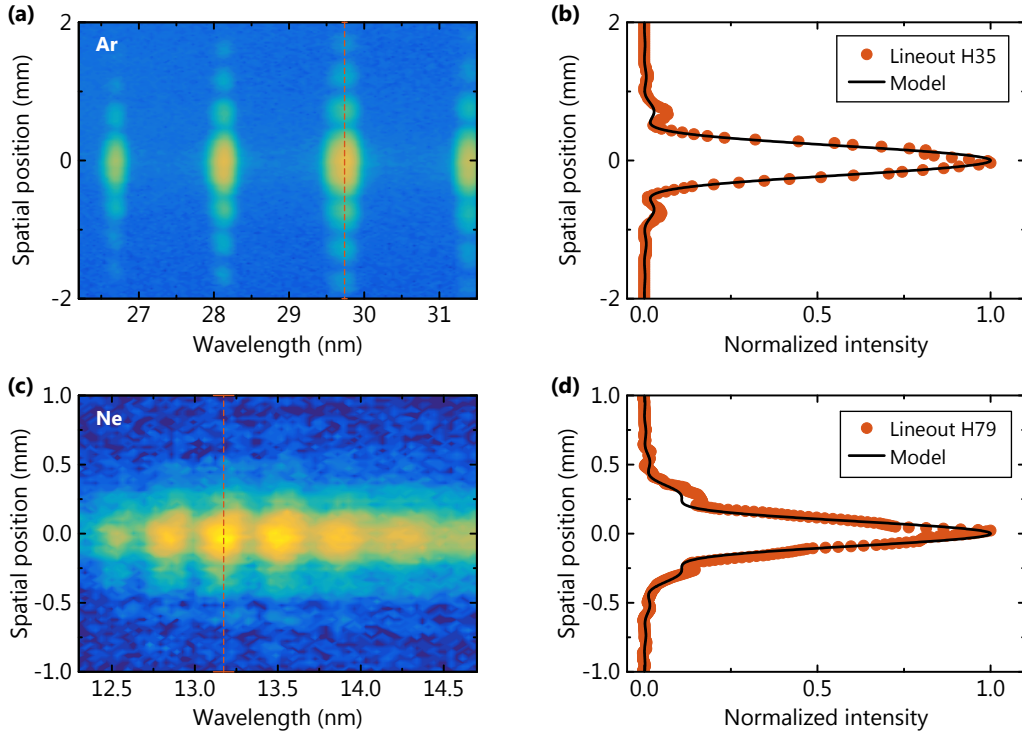 (a)
Ar
Spatial position (mm)
2
0
-2
27 28 29 30 31
Wavelength (nm)
(b)
Lineout H35
Model
Spatial position (mm)
2
0
-2
0.0 0.5 1.0
Normalized intensity
(c)
Ne
Spatial position (mm)
1.0
0.5
0.0
-0.5
-1.0
12.5 13.0 13.5 14.0 14.5
Wavelength (nm)
(d)
Lineout H79
Model
Spatial position (mm)
1.0
0.5
0.0
-0.5
-1.0
0.0 0.5 1.0
Normalized intensity